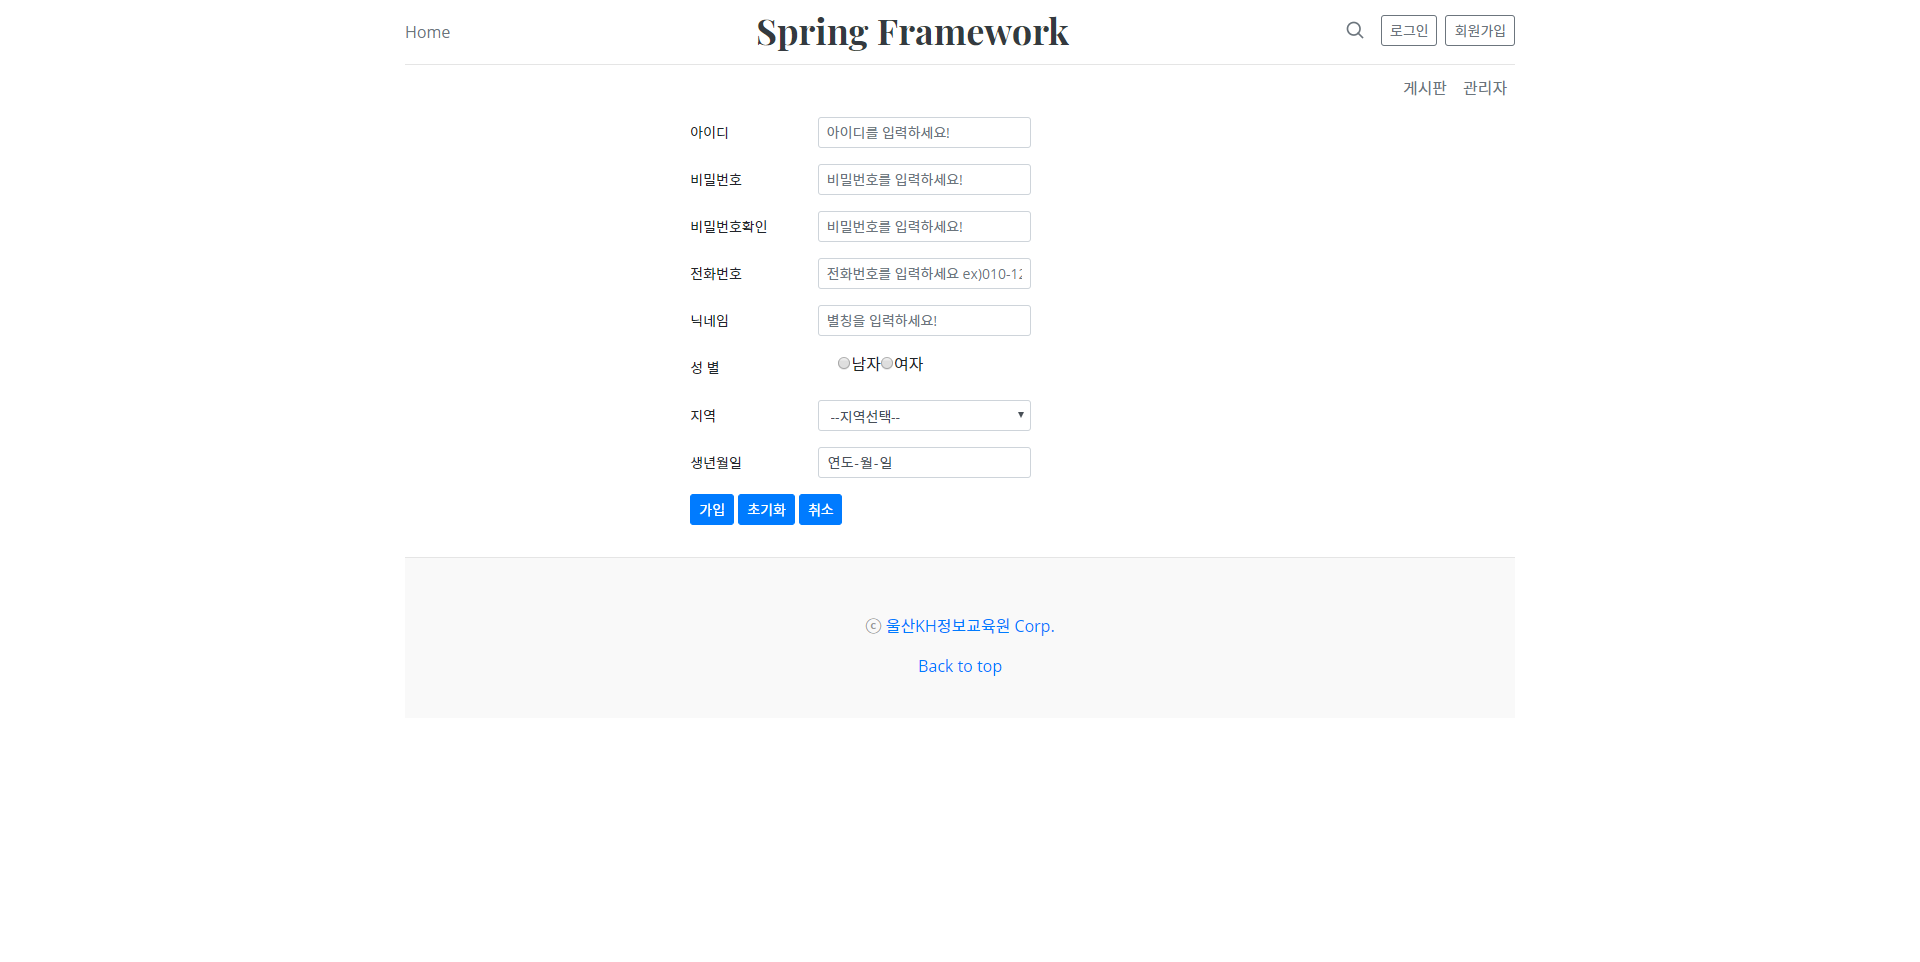 Home Spring Framework 로그인 회원가입
게시판 관리자
아이디 아이디를 입력하세요!
비밀번호 비밀번호를 입력하세요!
비밀번호확인 비밀번호를 입력하세요!
전화번호 전화번호를 입력하세요 ex)010-12
닉네임 별칭을 입력하세요!
성 별 남자 여자
지역 --지역선택--
생년월일 연도-월-일
가입 초기화 취소
ⓒ 울산KH정보교육원 Corp.
Back to top